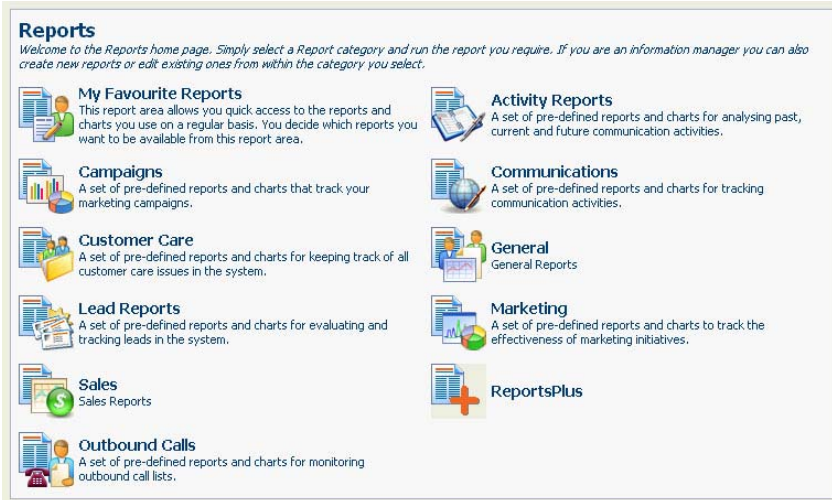 Reports
Welcome to the Reports home page. Simply select a Report category and run the report you require. If you are an information manager you can also
create new reports or edit existing ones from within the category you select.
My Favourite Reports
This report area allows you quick access to the reports and
charts you use on a regular basis. You decide which reports you
want to be available from this report area.
Activity Reports
A set of pre-defined reports and charts for analysing past,
current and future communication activities.
Campaigns
A set of pre-defined reports and charts that track your
marketing campaigns.
Communications
A set of pre-defined reports and charts for tracking
communication activities.
Customer Care
A set of pre-defined reports and charts for keeping track of all
customer care issues in the system.
General
General Reports
Lead Reports
A set of pre-defined reports and charts for evaluating and
tracking leads in the system.
Marketing
A set of pre-defined reports and charts to track the
effectiveness of marketing initiatives.
Sales
Sales Reports
ReportsPlus
Outbound Calls
A set of pre-defined reports and charts for monitoring
outbound call lists.